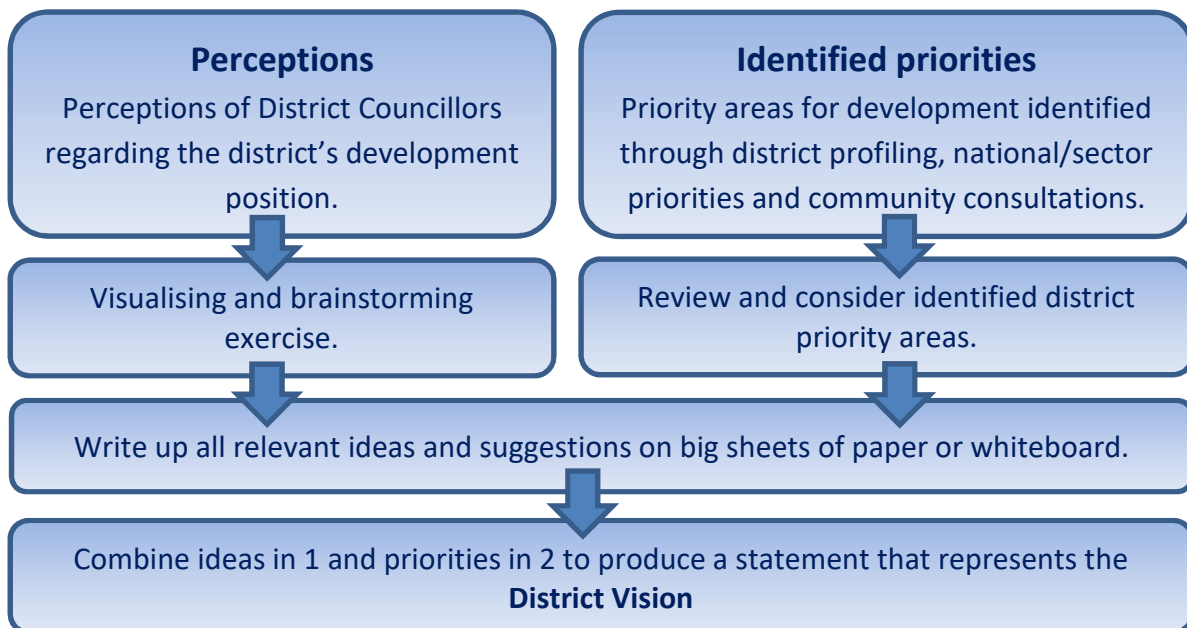 Perceptions
Perceptions of District Councillors
regarding the district's development
position.
Identified priorities
Priority areas for development identified
through district profiling, national/sector
priorities and community consultations.
Visualising and brainstorming
exercise.
Review and consider identified district
priority areas.
Write up all relevant ideas and suggestions on big sheets of paper or whiteboard.
Combine ideas in 1 and priorities in 2 to produce a statement that represents the
District Vision